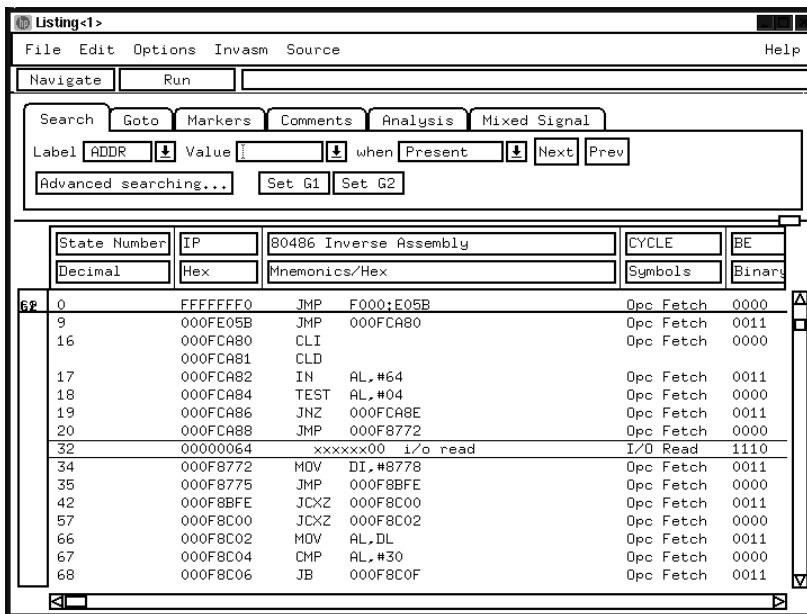 Listing<1>
File Edit Options Invasm Source Help
Navigate Run
Search Goto Markers Comments Analysis Mixed Signal
Label ADDR Value when Present Next Prev
Advanced searching... Set G1 Set G2
State Number IP 80486 Inverse Assembly CYCLE BE
Decimal Hex Mnemonics/Hex Symbols Binary
0 FFFFFFF0 JMP F000:E05B Opc Fetch 0000
9 000FE05B JMP 000FCA80 Opc Fetch 0011
16 000FCA80 CLI Opc Fetch 0000
000FCA81 CLD
17 000FCA82 IN AL,#64 Opc Fetch 0011
18 000FCA84 TEST AL,#04 Opc Fetch 0000
19 000FCA86 JNZ 000FCA8E Opc Fetch 0011
20 000FCA88 JMP 000F8772 Opc Fetch 0000
32 00000064 xxxxxx00 i/o read I/O Read 1110
34 000F8772 MOV DI,#8778 Opc Fetch 0011
35 000F8775 JMP 000F8BFE Opc Fetch 0000
42 000F8BFE JCXZ 000F8C00 Opc Fetch 0011
57 000F8C00 JCXZ 000F8C02 Opc Fetch 0000
66 000F8C02 MOV AL,DL Opc Fetch 0011
67 000F8C04 CMP AL,#30 Opc Fetch 0000
68 000F8C06 JB 000F8C0F Opc Fetch 0011